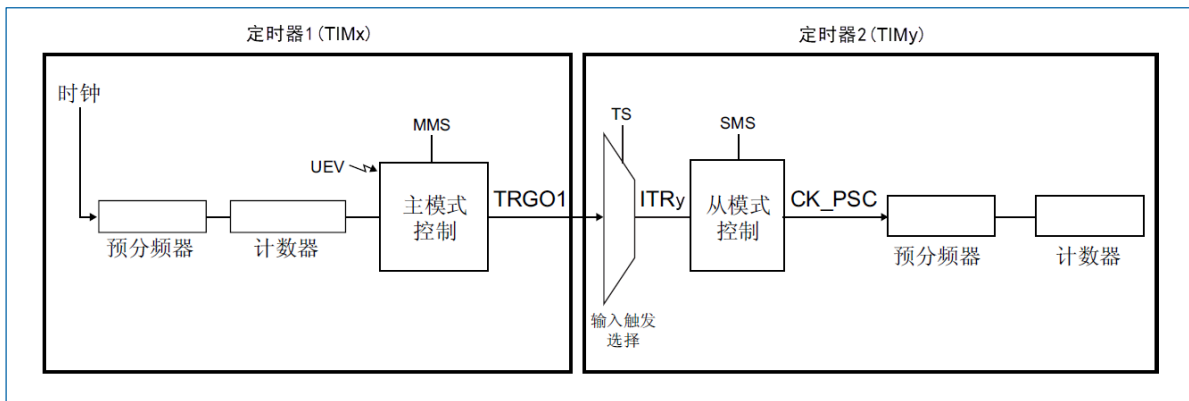 定时器1(TIMx)
定时器2(TIMy)
时钟
MMS
TS
SMS
UEV
主模式
控制
TRGO1
ITRy
从模式
控制
CK_PSC
预分频器
计数器
预分频器
计数器
输入触发
选择